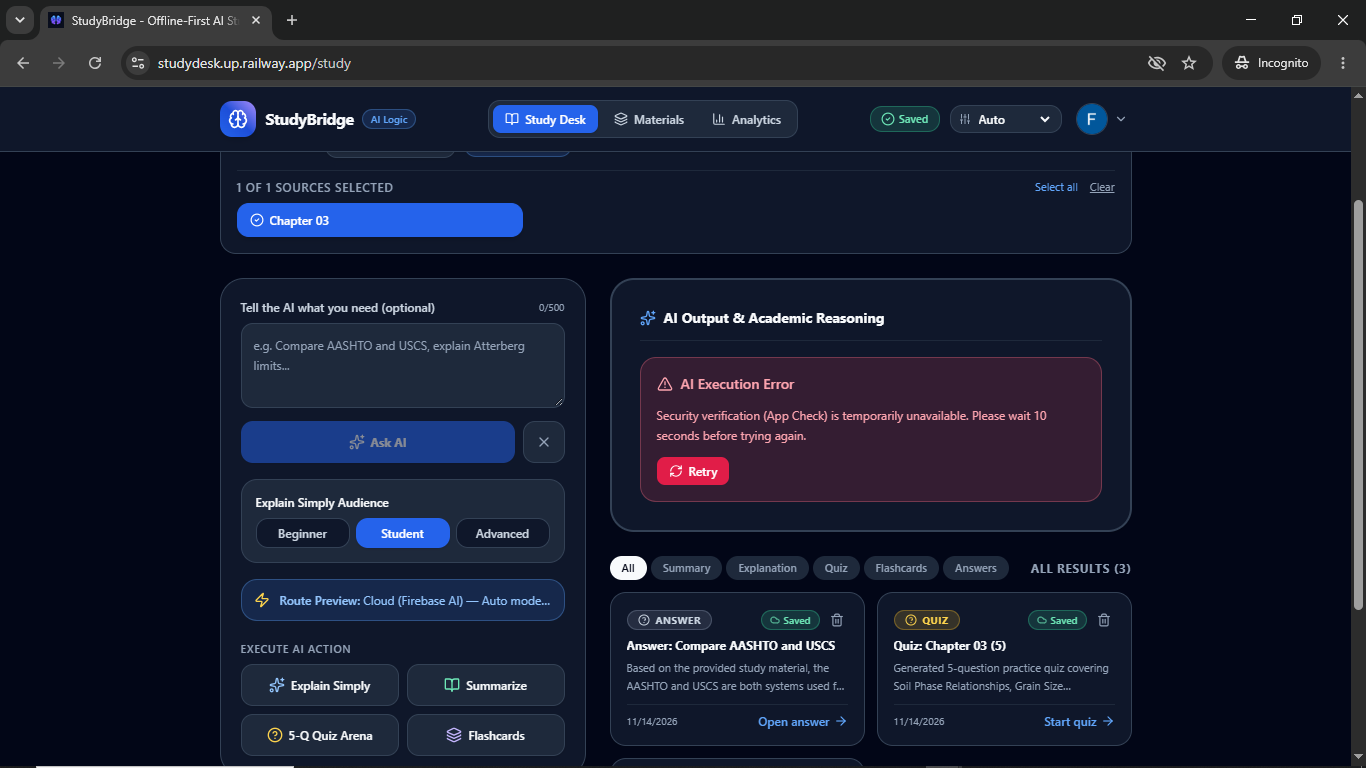 StudyBridge - Offline-First AI St
studydesk.up.railway.app/study
Incognito
StudyBridge
AI Logic
Study Desk
Materials
Analytics
Saved
Auto
F
1 OF 1 SOURCES SELECTED
Select all
Clear
Chapter 03
Tell the AI what you need (optional)
0/500
e.g. Compare AASHTO and USCS, explain Atterberg
limits...
Ask AI
Explain Simply Audience
Beginner
Student
Advanced
Route Preview: Cloud (Firebase AI) — Auto mode...
EXECUTE AI ACTION
Explain Simply
Summarize
5-Q Quiz Arena
Flashcards
AI Output & Academic Reasoning
AI Execution Error
Security verification (App Check) is temporarily unavailable. Please wait 10
seconds before trying again.
Retry
All
Summary
Explanation
Quiz
Flashcards
Answers
ALL RESULTS (3)
ANSWER
Saved
Answer: Compare AASHTO and USCS
Based on the provided study material, the
AASHTO and USCS are both systems used f...
11/14/2026
Open answer
QUIZ
Saved
Quiz: Chapter 03 (5)
Generated 5-question practice quiz covering
Soil Phase Relationships, Grain Size...
11/14/2026
Start quiz